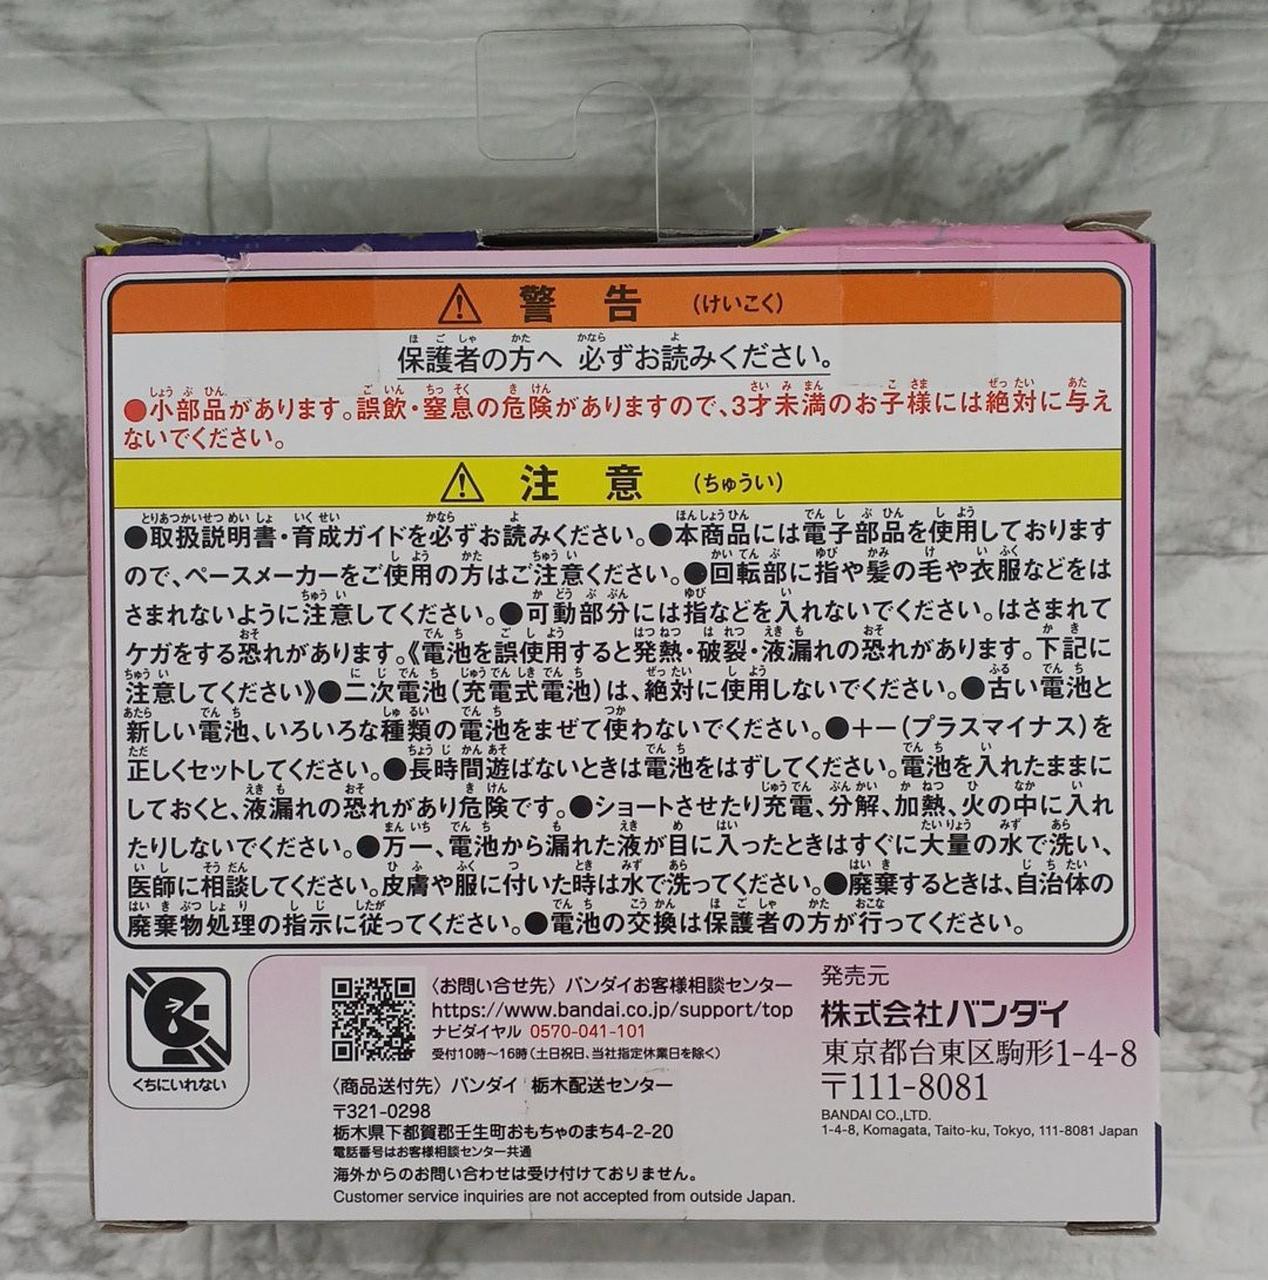 警告 (けいこく)
保護者の方へ 必ずお読みください。
●小部品があります。誤飲・窒息の危険がありますので、3才未満のお子様には絶対に与え
ないでください。
注意 (ちゅうい)
●取扱説明書・育成ガイドを必ずお読みください。●本商品には電子部品を使用しております
ので、ペースメーカーをご使用の方はご注意ください。●回転部に指や髪の毛や衣服などをは
さまれないように注意してください。●可動部分には指などを入れないでください。はさまれて
ケガをする恐れがあります。《電池を誤使用すると発熱・破裂・液漏れの恐れがあります。下記に
注意してください》●二次電池(充電式電池)は、絶対に使用しないでください。●古い電池と
新しい電池、いろいろな種類の電池をまぜて使わないでください。●+−(プラスマイナス)を
正しくセットしてください。●長時間遊ばないときは電池をはずしてください。電池を入れたままに
しておくと、液漏れの恐れがあり危険です。●ショートさせたり充電、分解、加熱、火の中に入れ
たりしないでください。●万一、電池から漏れた液が目に入ったときはすぐに大量の水で洗い、
医師に相談してください。皮膚や服に付いた時は水で洗ってください。●廃棄するときは、自治体の
廃棄物処理の指示に従ってください。●電池の交換は保護者の方が行ってください。
くちにいれない
〈お問い合せ先〉バンダイお客様相談センター
https://www.bandai.co.jp/support/top
ナビダイヤル 0570-041-101
受付10時〜16時(土日祝日、当社指定休業日を除く)
〈商品送付先〉バンダイ 栃木配送センター
〒321-0298
栃木県下都賀郡壬生町おもちゃのまち4-2-20
電話番号はお客様相談センター共通
海外からのお問い合わせは受け付けておりません。
Customer service inquiries are not accepted from outside Japan.
発売元
株式会社バンダイ
東京都台東区駒形1-4-8
〒111-8081
BANDAI CO.,LTD.
1-4-8, Komagata, Taito-ku, Tokyo, 111-8081 Japan